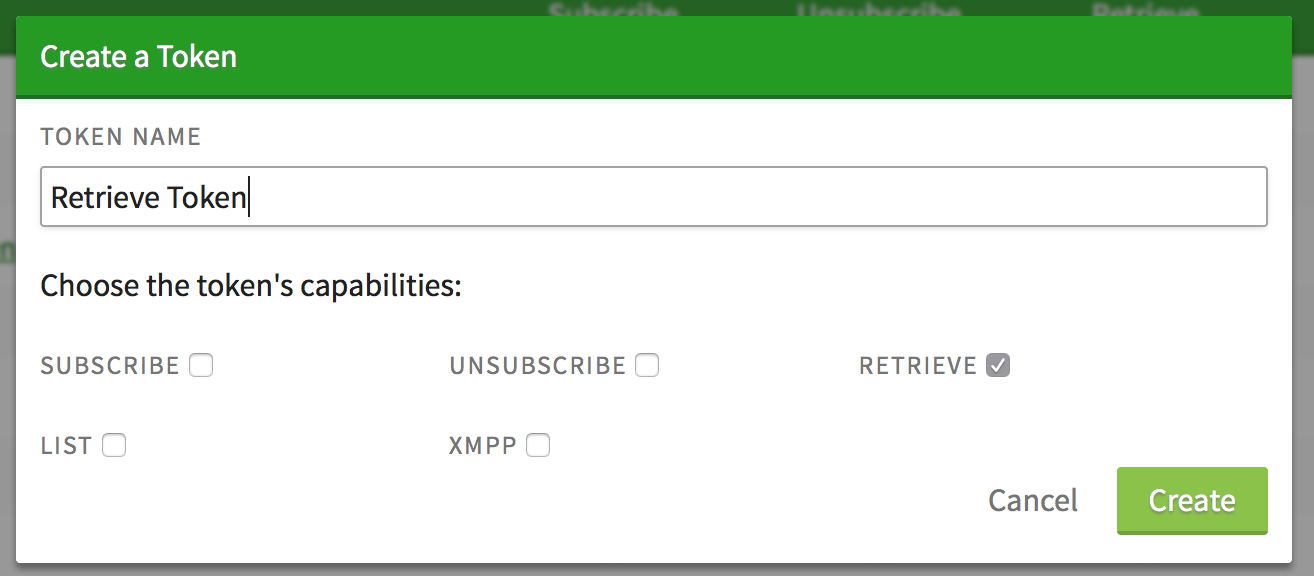 Subscribe Unsubscribe Retrieve
Create a Token
TOKEN NAME
Retrieve Token
Choose the token's capabilities:
SUBSCRIBE UNSUBSCRIBE RETRIEVE
LIST XMPP
Cancel Create